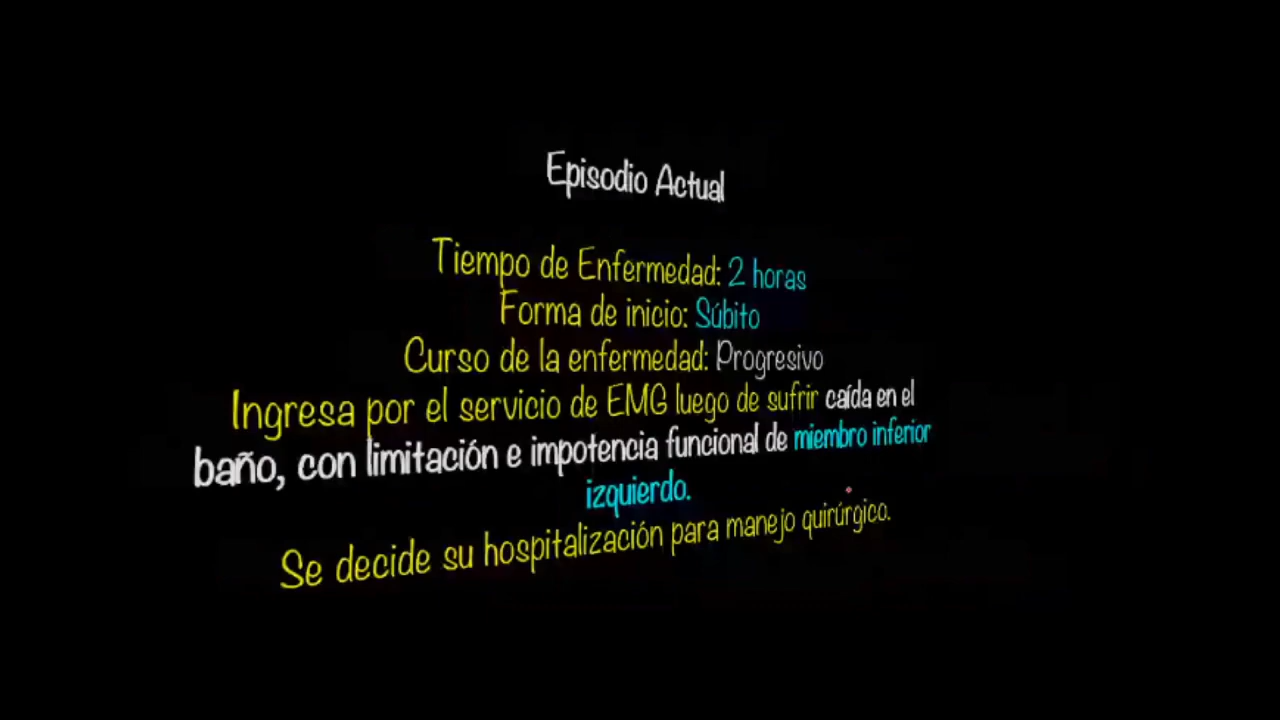 Episodio Actual
Tiempo de Enfermedad: 2 horas
Forma de inicio: Súbito
Curso de la enfermedad: Progresivo
Ingresa por el servicio de EMG luego de sufrir caída en el
baño, con limitación e impotencia funcional de miembro inferior
izquierdo.
Se decide su hospitalización para manejo quirúrgico.